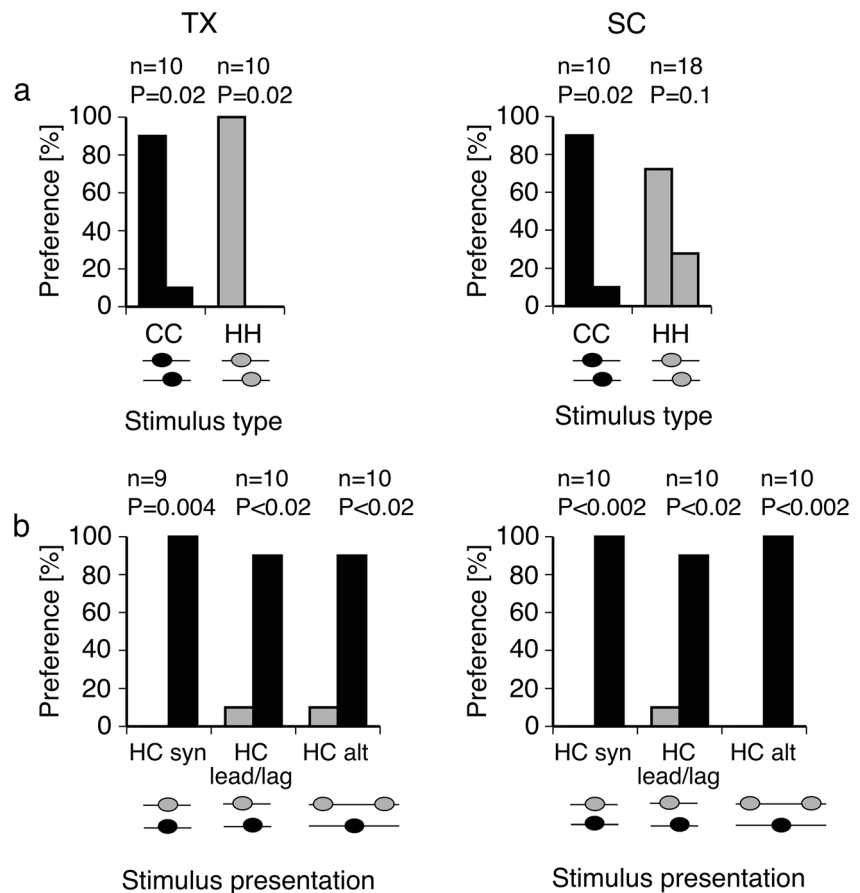 TX
SC
a
n=10 n=10
P=0.02 P=0.02
Preference [%]
100
80
60
40
20
0
CC HH
Stimulus type
n=10 n=18
P=0.02 P=0.1
Preference [%]
100
80
60
40
20
0
CC HH
Stimulus type
b
n=9 n=10 n=10
P=0.004 P<0.02 P<0.02
Preference [%]
100
80
60
40
20
0
HC syn HC HC alt
lead/lag
Stimulus presentation
n=10 n=10 n=10
P<0.002 P<0.02 P<0.002
Preference [%]
100
80
60
40
20
0
HC syn HC HC alt
lead/lag
Stimulus presentation